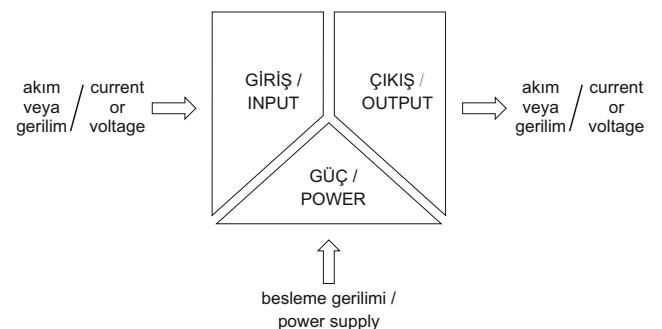 akım
veya
gerilim / current
or
voltage
GİRİŞ /
INPUT
ÇIKIŞ /
OUTPUT
akım
veya
gerilim / current
or
voltage
GÜÇ /
POWER
besleme gerilimi /
power supply